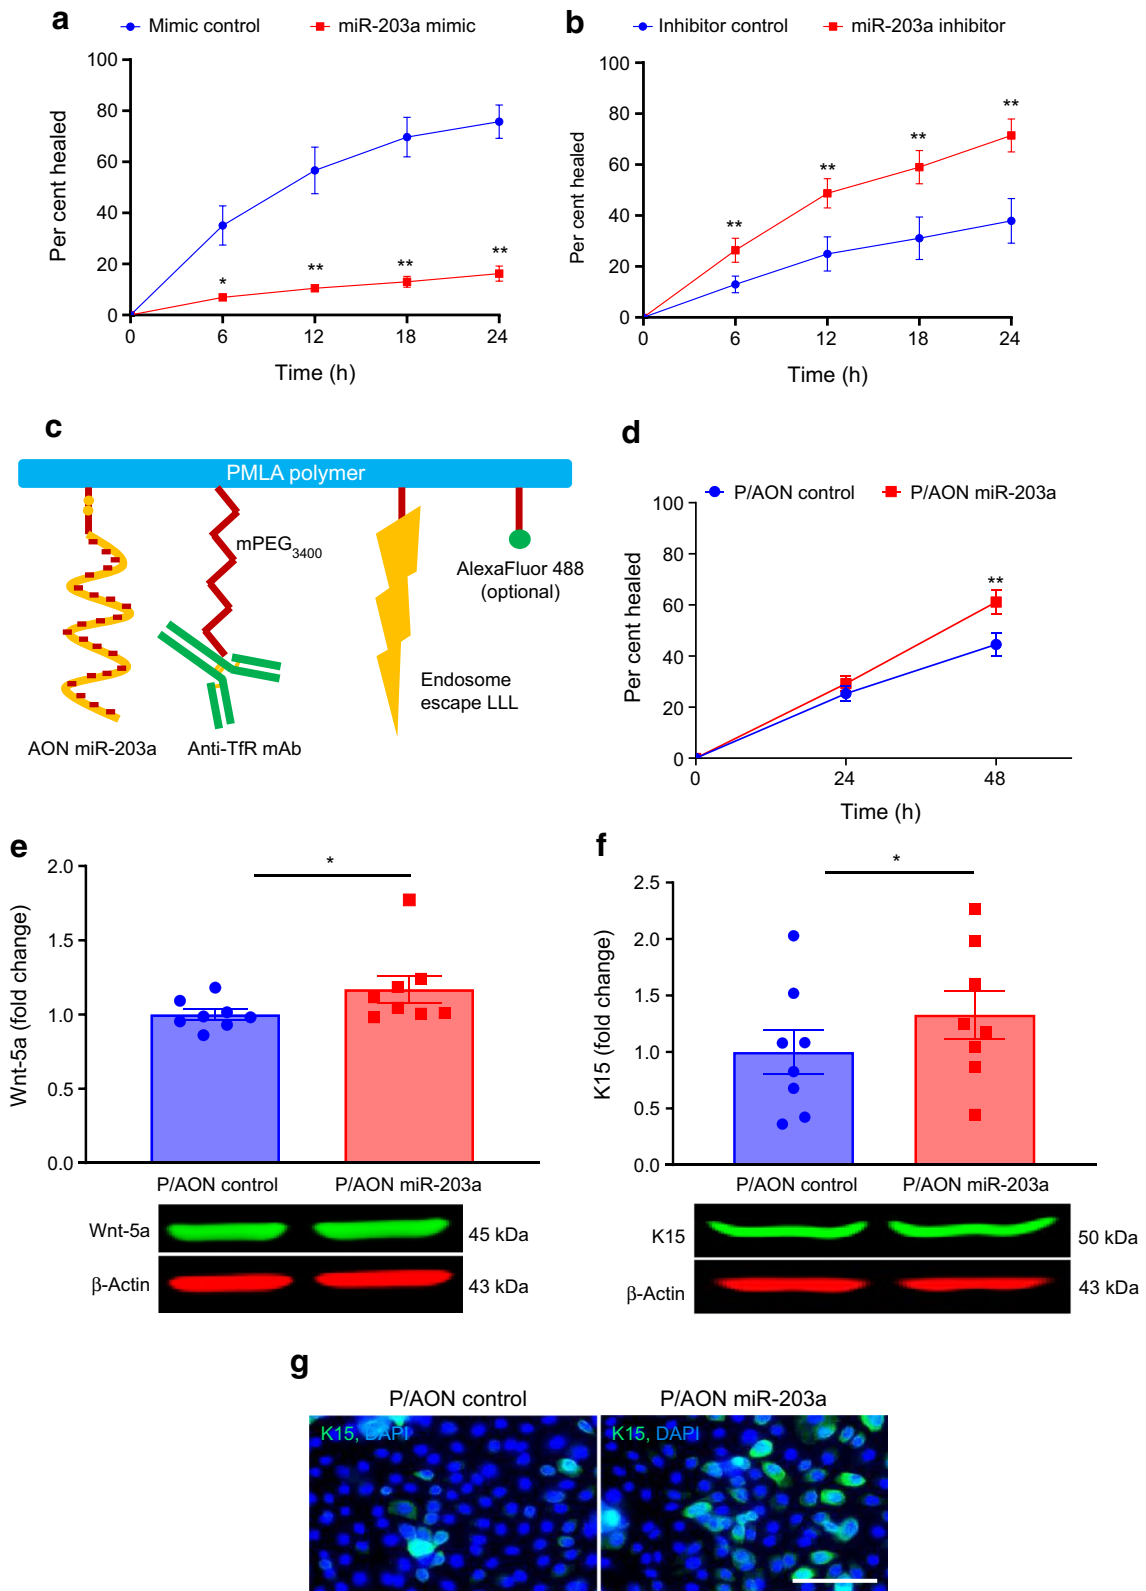 a
Mimic control
miR-203a mimic
Per cent healed
100
80
60
40
20
0
*
**
**
**
0
6
12
18
24
Time (h)
b
Inhibitor control
miR-203a inhibitor
Per cent healed
100
80
60
40
20
0
**
**
**
**
0
6
12
18
24
Time (h)
c
PMLA polymer
mPEG3400
AlexaFluor 488
(optional)
Endosome
escape LLL
AON miR-203a
Anti-TfR mAb
d
P/AON control
P/AON miR-203a
Per cent healed
100
80
60
40
20
0
**
0
24
48
Time (h)
e
Wnt-5a (fold change)
2.0
1.5
1.0
0.5
0.0
*
P/AON control
P/AON miR-203a
Wnt-5a
45 kDa
β-Actin
43 kDa
f
K15 (fold change)
2.5
2.0
1.5
1.0
0.5
0.0
*
P/AON control
P/AON miR-203a
K15
50 kDa
β-Actin
43 kDa
g
P/AON control
P/AON miR-203a
K15, DAPI
K15, DAPI